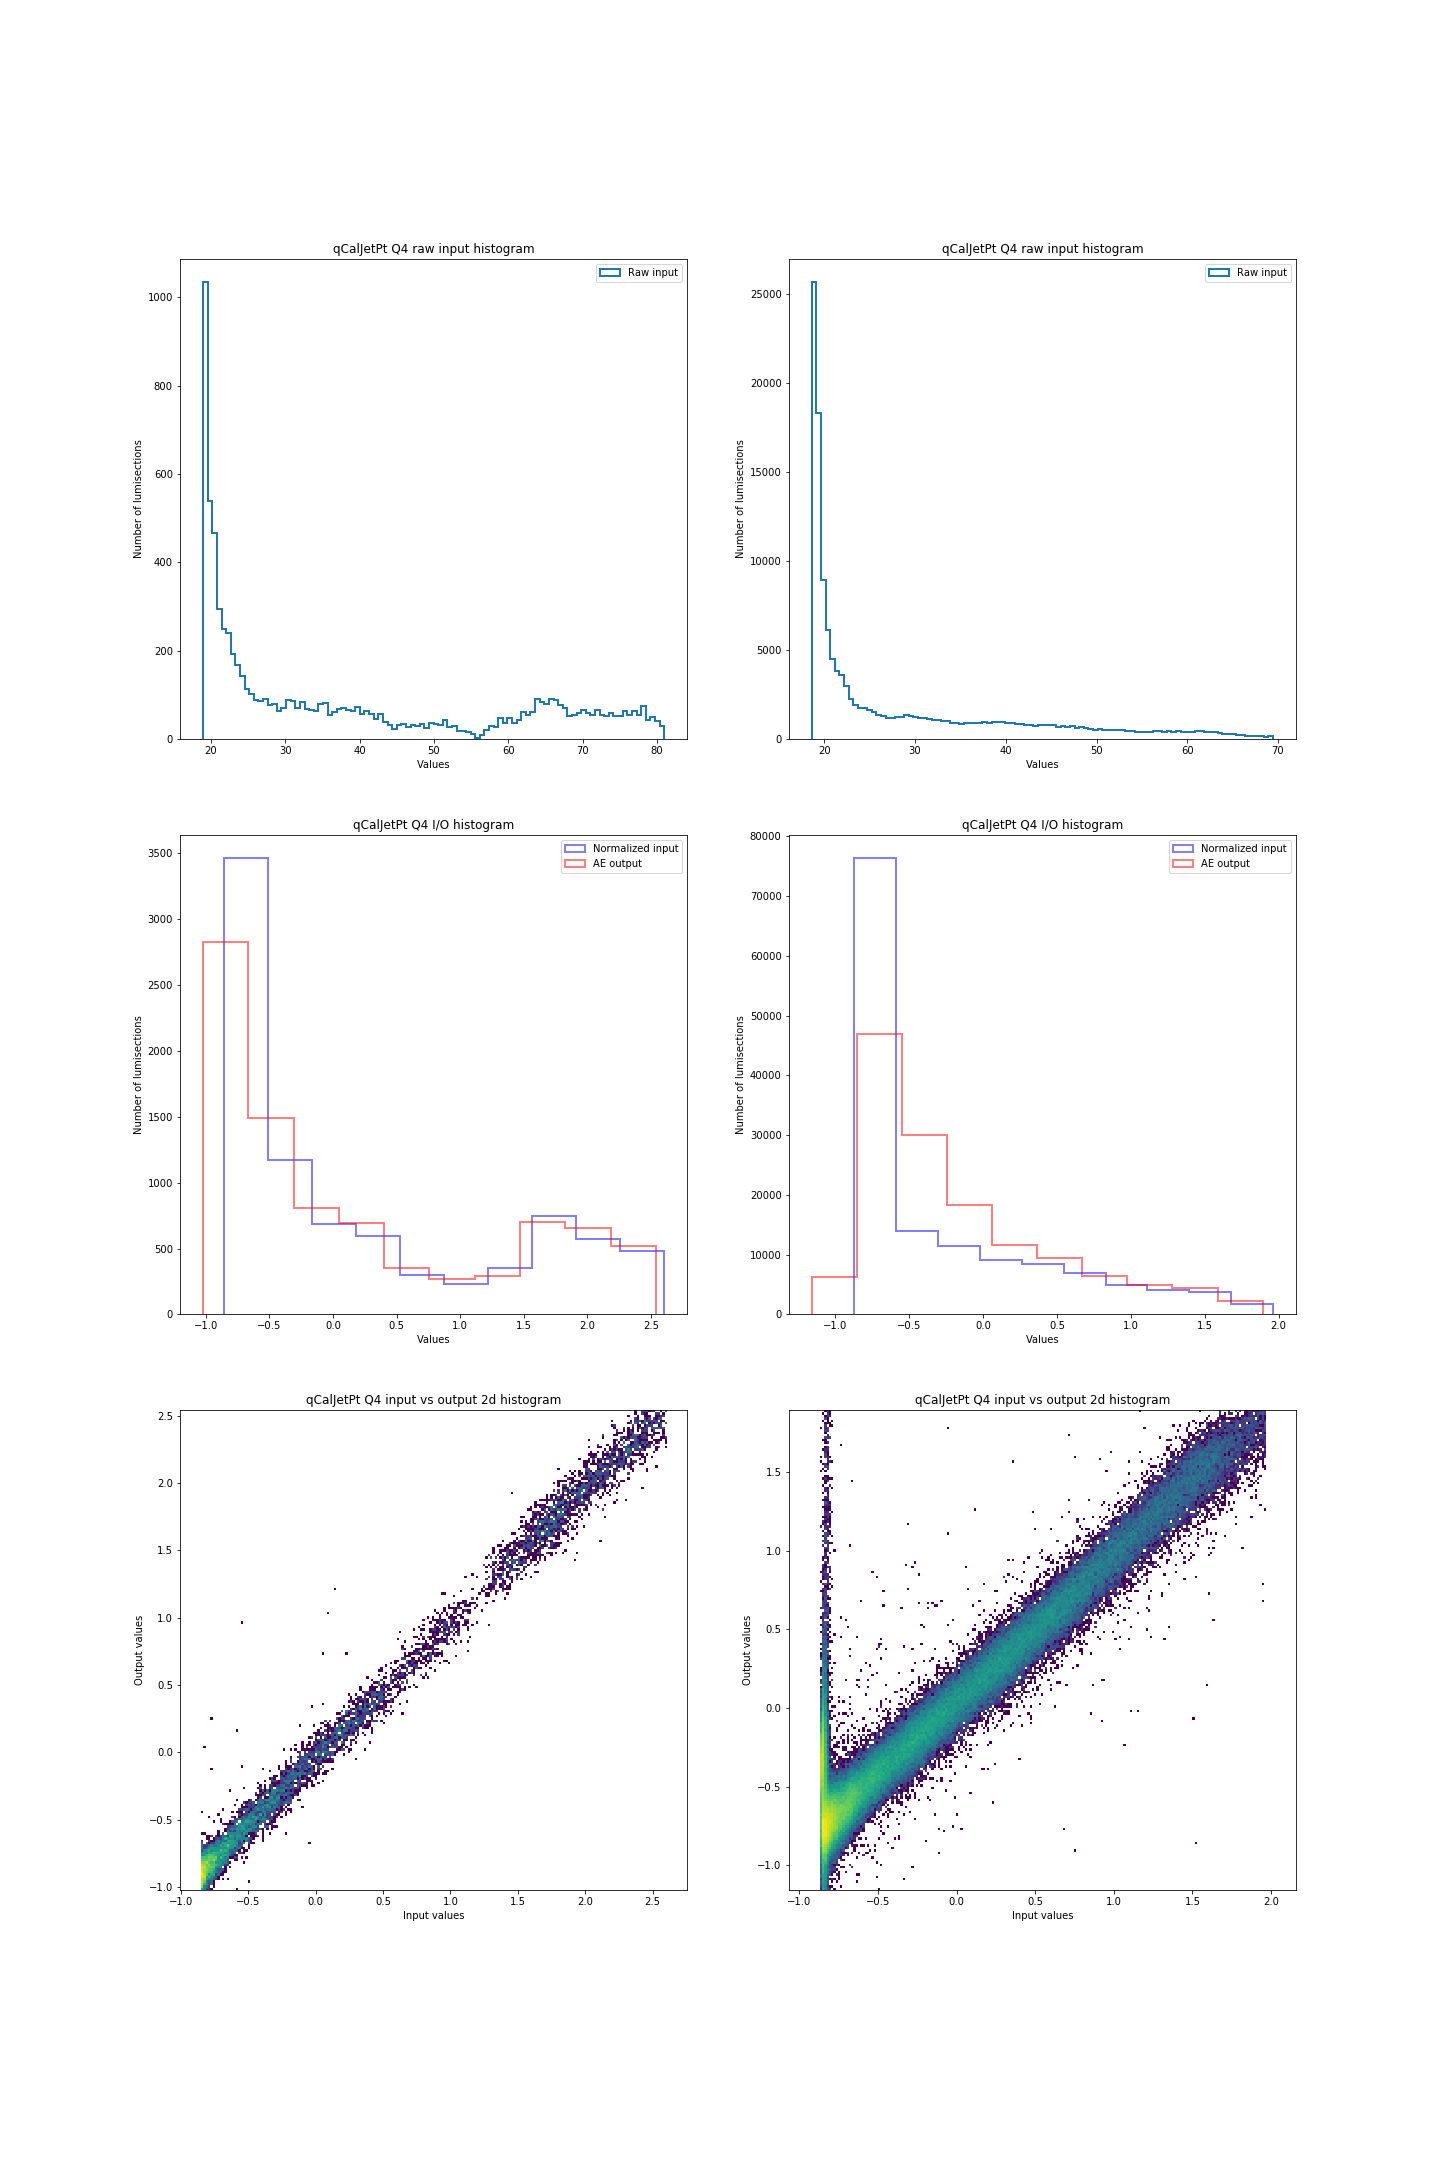 qCalJetPt Q4 raw input histogram
Raw input
1000
800
600
400
200
0
Number of lumisections
20 30 40 50 60 70 80
Values
qCalJetPt Q4 raw input histogram
Raw input
25000
20000
15000
10000
5000
0
Number of lumisections
20 30 40 50 60 70
Values
qCalJetPt Q4 I/O histogram
Normalized input
AE output
3500
3000
2500
2000
1500
1000
500
0
Number of lumisections
−1.0 −0.5 0.0 0.5 1.0 1.5 2.0 2.5
Values
qCalJetPt Q4 I/O histogram
Normalized input
AE output
80000
70000
60000
50000
40000
30000
20000
10000
0
Number of lumisections
−1.0 −0.5 0.0 0.5 1.0 1.5 2.0
Values
qCalJetPt Q4 input vs output 2d histogram
2.5
2.0
1.5
1.0
0.5
0.0
−0.5
−1.0
Output values
−1.0 −0.5 0.0 0.5 1.0 1.5 2.0 2.5
Input values
qCalJetPt Q4 input vs output 2d histogram
1.5
1.0
0.5
0.0
−0.5
−1.0
Output values
−1.0 −0.5 0.0 0.5 1.0 1.5 2.0
Input values